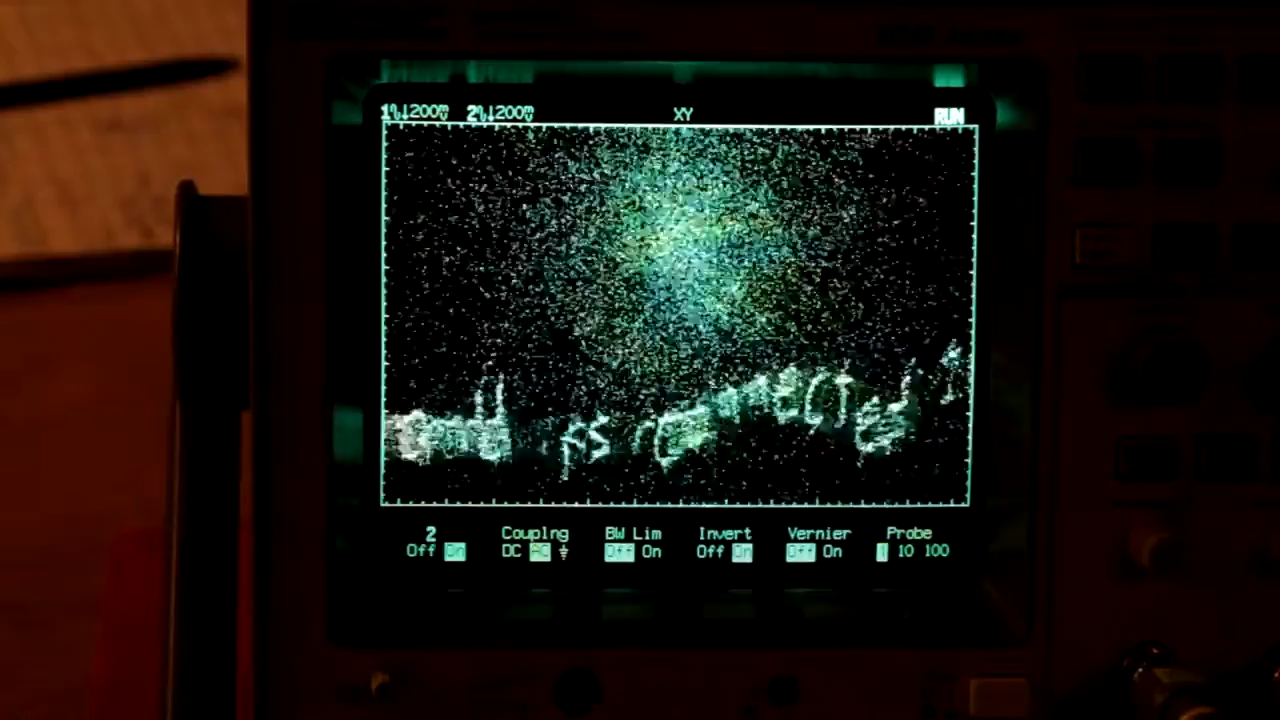 1 200mV 2 200mV XY RUN
is connected
2 Couplng BW Lim Invert Vernier Probe
Off On DC AC Off On Off On Off On 1 10 100